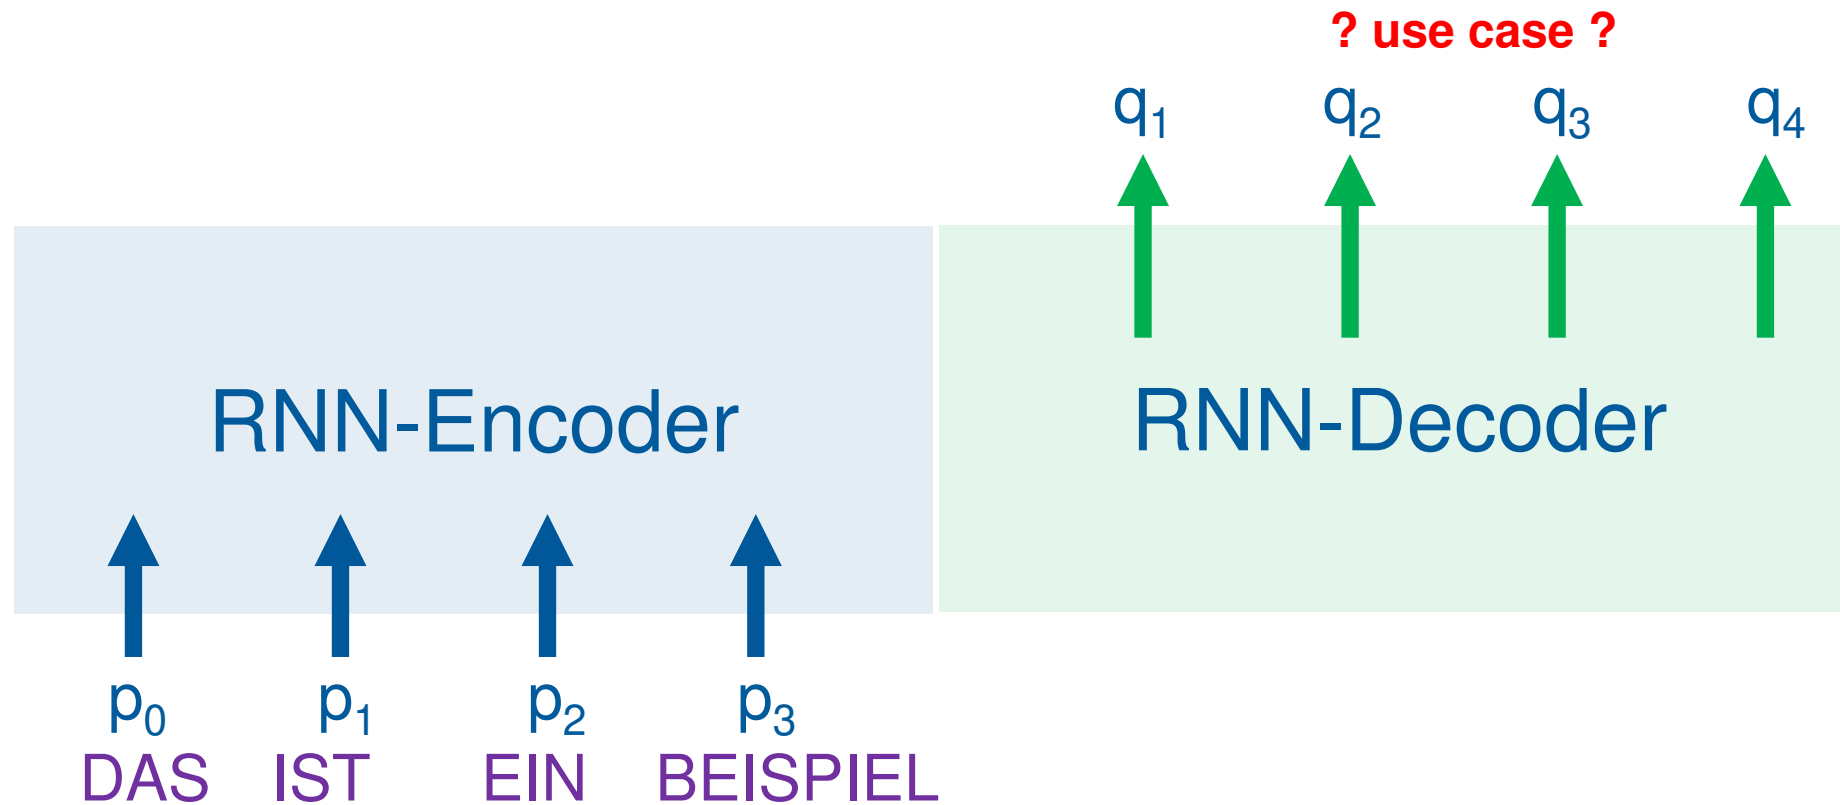 ? use case ?
q₁ q₂ q₃ q₄
RNN-Encoder RNN-Decoder
p₀ p₁ p₂ p₃
DAS IST EIN BEISPIEL